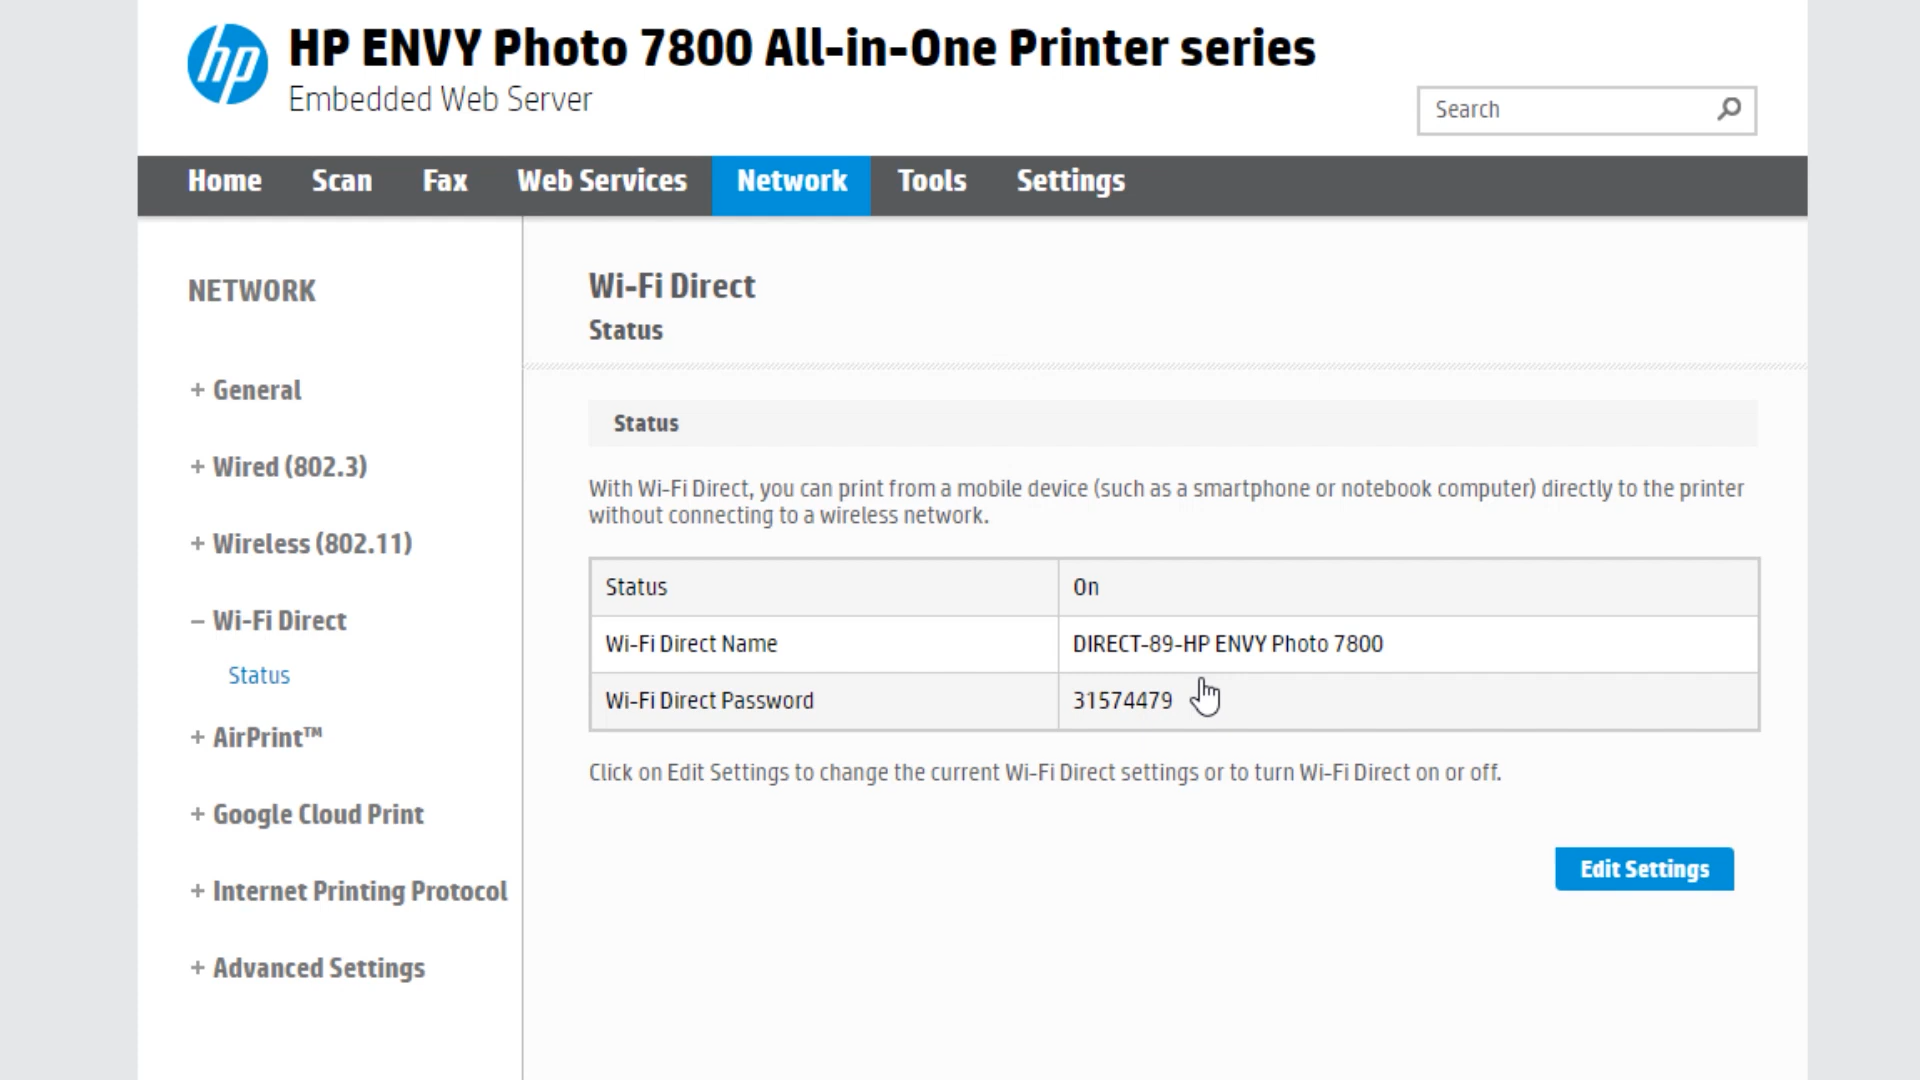 hp
HP ENVY Photo 7800 All-in-One Printer series
Embedded Web Server
Search
Home Scan Fax Web Services Network Tools Settings
NETWORK
+ General
+ Wired (802.3)
+ Wireless (802.11)
– Wi-Fi Direct
Status
+ AirPrint™
+ Google Cloud Print
+ Internet Printing Protocol
+ Advanced Settings
Wi-Fi Direct
Status
Status
With Wi-Fi Direct, you can print from a mobile device (such as a smartphone or notebook computer) directly to the printer
without connecting to a wireless network.
Status On
Wi-Fi Direct Name DIRECT-89-HP ENVY Photo 7800
Wi-Fi Direct Password 31574479
Click on Edit Settings to change the current Wi-Fi Direct settings or to turn Wi-Fi Direct on or off.
Edit Settings